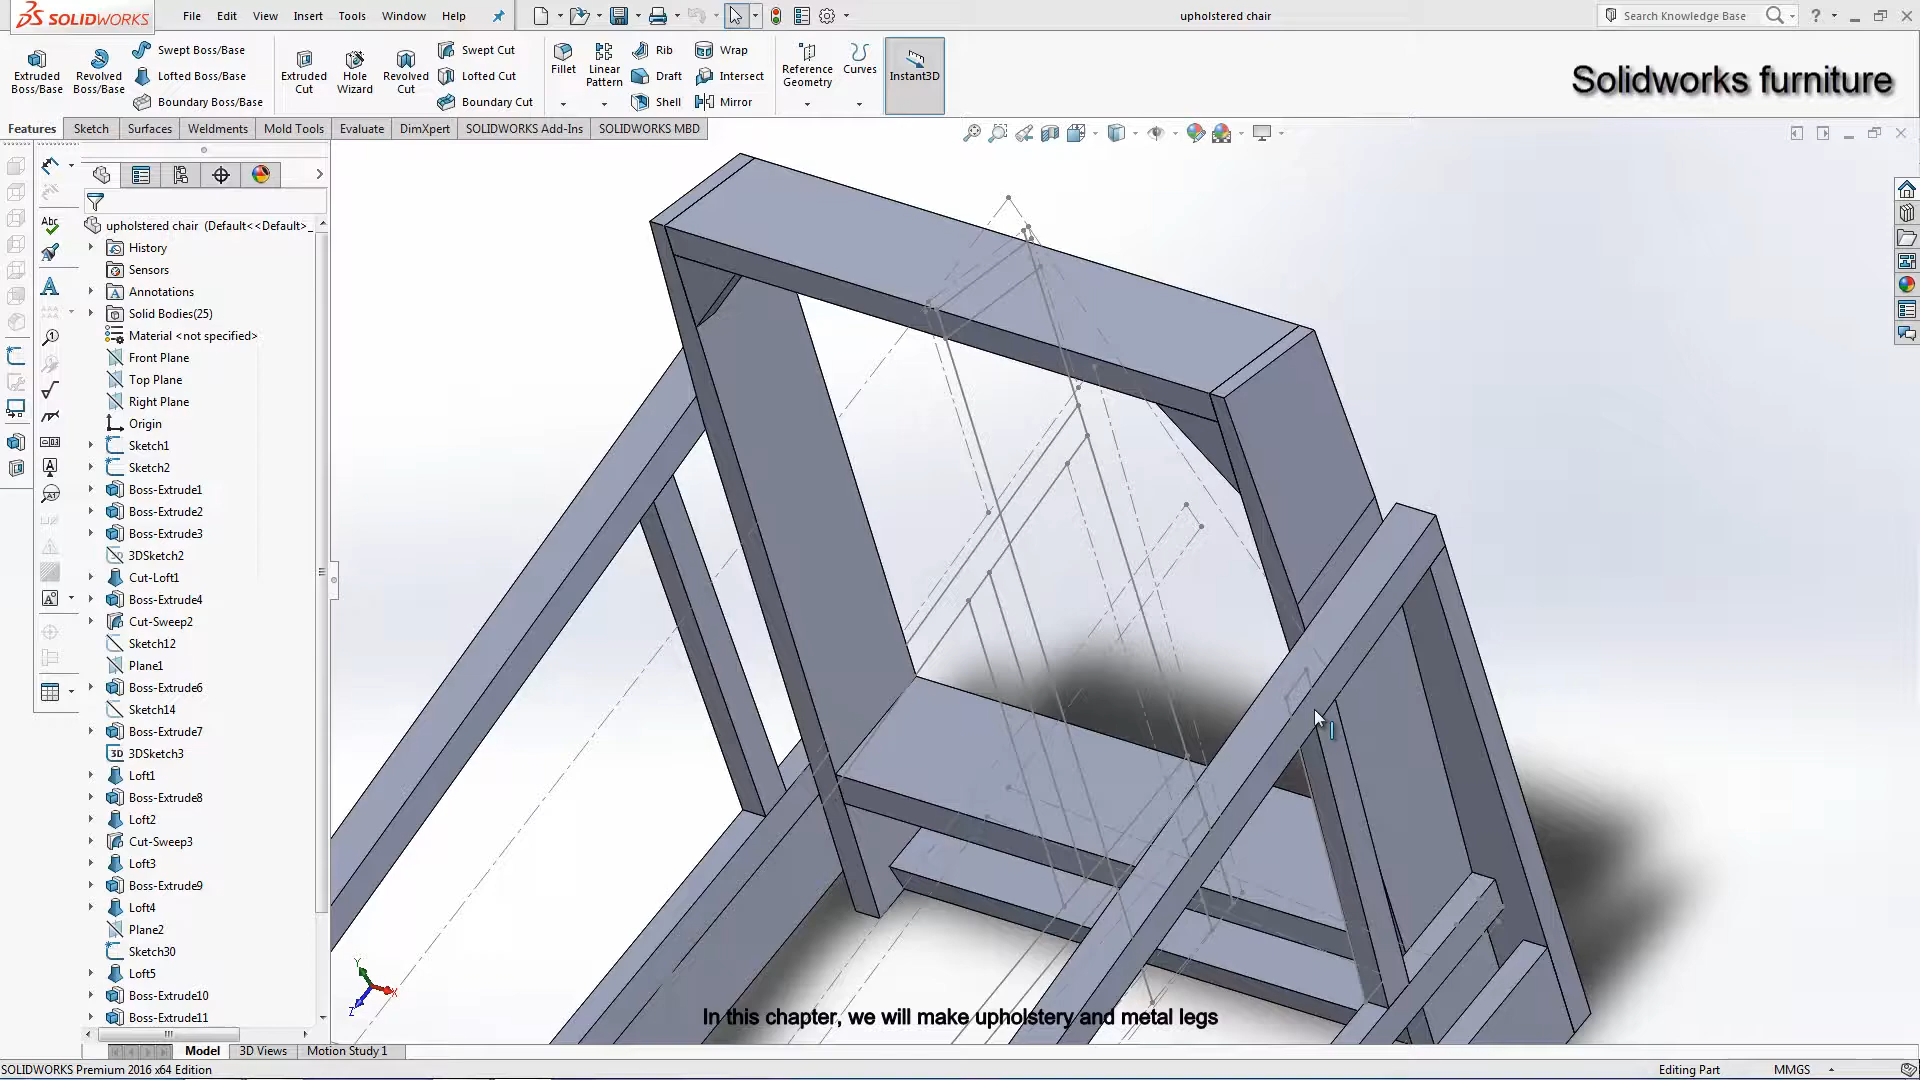 SOLIDWORKS
File Edit View Insert Tools Window Help
upholstered chair
Search Knowledge Base
Extruded Boss/Base
Revolved Boss/Base
Swept Boss/Base
Lofted Boss/Base
Boundary Boss/Base
Extruded Cut
Hole Wizard
Revolved Cut
Swept Cut
Lofted Cut
Boundary Cut
Fillet
Linear Pattern
Rib
Draft
Shell
Wrap
Intersect
Mirror
Reference Geometry
Curves
Instant3D
Solidworks furniture
Features Sketch Surfaces Weldments Mold Tools Evaluate DimXpert SOLIDWORKS Add-Ins SOLIDWORKS MBD
upholstered chair (Default<<Default>_
History
Sensors
Annotations
Solid Bodies(25)
Material <not specified>
Front Plane
Top Plane
Right Plane
Origin
Sketch1
Sketch2
Boss-Extrude1
Boss-Extrude2
Boss-Extrude3
3DSketch2
Cut-Loft1
Boss-Extrude4
Cut-Sweep2
Sketch12
Plane1
Boss-Extrude6
Sketch14
Boss-Extrude7
3D 3DSketch3
Loft1
Boss-Extrude8
Loft2
Cut-Sweep3
Loft3
Boss-Extrude9
Loft4
Plane2
Sketch30
Loft5
Boss-Extrude10
Boss-Extrude11
Y
X
Z
In this chapter, we will make upholstery and metal legs
Model 3D Views Motion Study 1
SOLIDWORKS Premium 2016 x64 Edition
Editing Part
MMGS